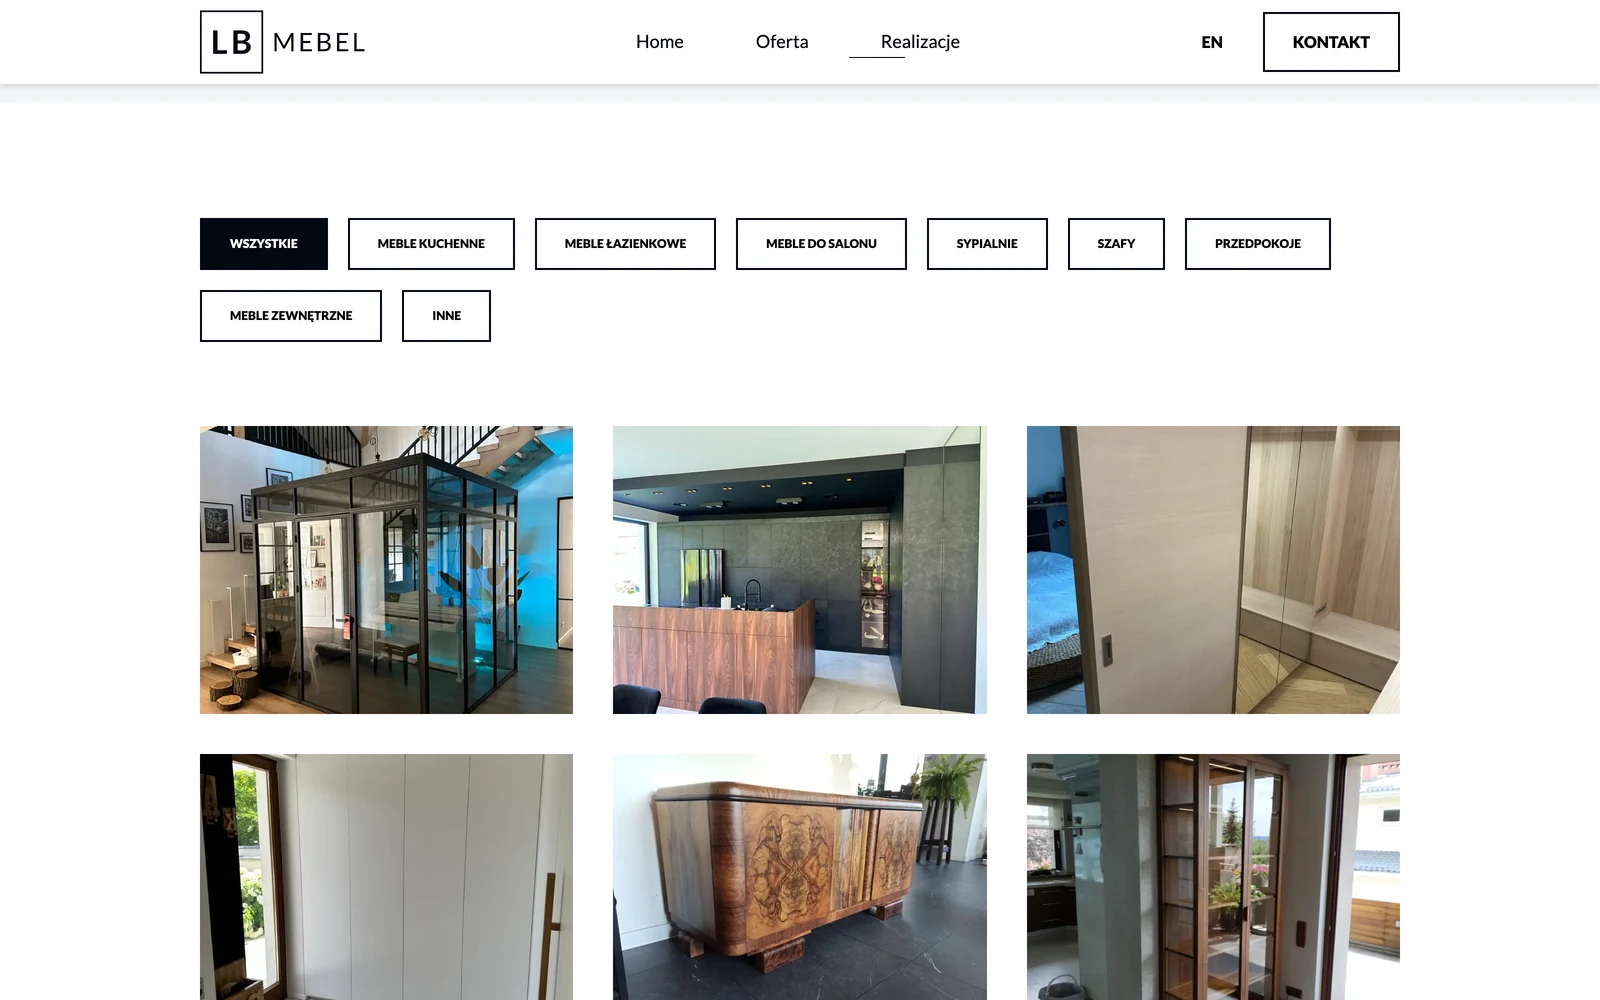 LB MEBEL
Home Oferta Realizacje
EN KONTAKT
WSZYSTKIE MEBLE KUCHENNE MEBLE ŁAZIENKOWE MEBLE DO SALONU SYPIALNIE SZAFY PRZEDPOKOJE
MEBLE ZEWNĘTRZNE INNE